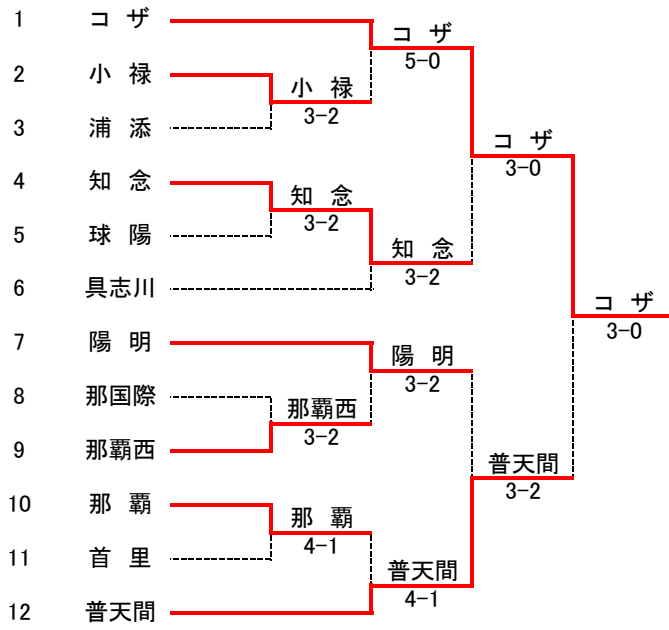 1 コ ザ
コ ザ
5-0
2 小 禄
小 禄
3-2
3 浦 添
コ ザ
3-0
4 知 念
知 念
3-2
5 球 陽
知 念
3-2
6 具志川
コ ザ
3-0
7 陽 明
陽 明
3-2
8 那国際
那覇西
3-2
9 那覇西
普天間
3-2
10 那 覇
那 覇
4-1
11 首 里
普天間
4-1
12 普天間